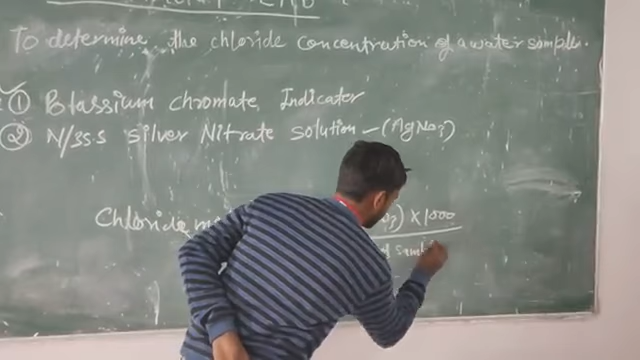 To determine the chloride concentration of a water sample.
① Potassium chromate Indicator
② N/35.5 silver Nitrate solution – (AgNO3)
Chloride
) × 1000
of sampl